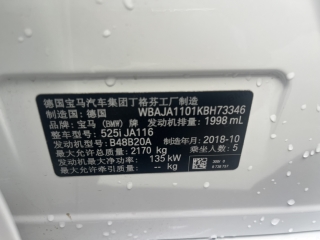 德国宝马汽车集团丁格芬工厂制造
制造国: 德国 WBAJA1101KBH73346
品牌: 宝马 (BMW) 牌 发动机排量: 1998 mL
整车型号: 525i JA116
发动机型号: B48B20A 制造年月: 2018-10
最大允许总质量: 2170 kg 乘坐人数: 5
发动机最大净功率: 135 kW
最大允许牵引质量: -- kg